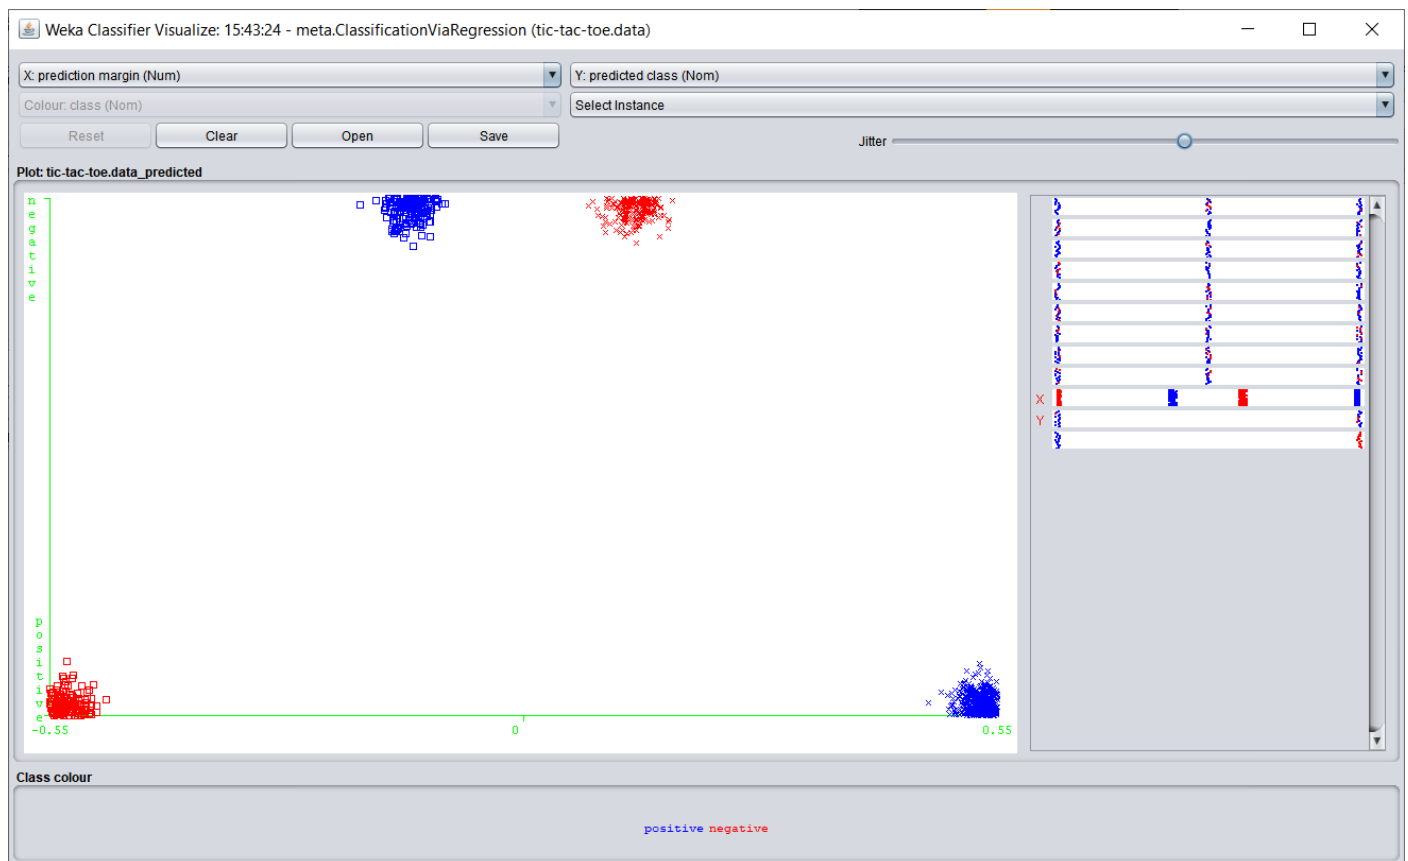 Weka Classifier Visualize: 15:43:24 - meta.ClassificationViaRegression (tic-tac-toe.data)
X: prediction margin (Num)
Y: predicted class (Nom)
Colour: class (Nom)
Select Instance
Reset
Clear
Open
Save
Jitter
Plot: tic-tac-toe.data_predicted
negative
positive
-0.55
0
0.55
X
Y
Class colour
positive negative